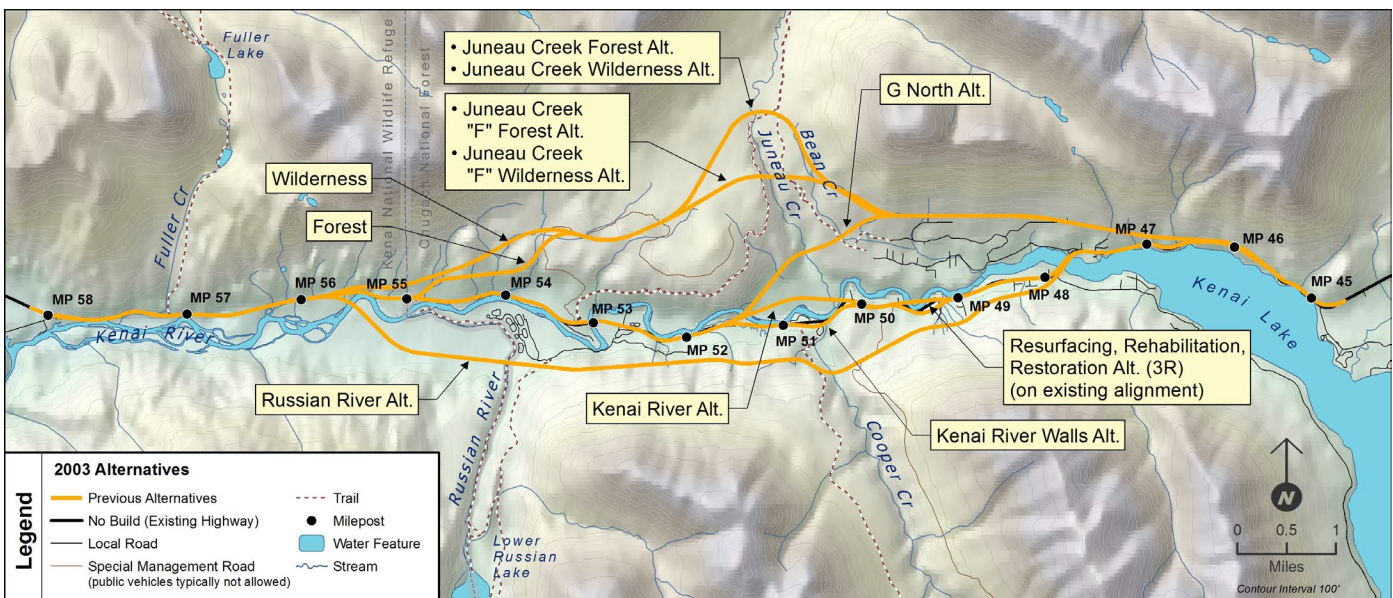 Fuller
Lake
Kenai National Wildlife Refuge
Chugach National Forest
• Juneau Creek Forest Alt.
• Juneau Creek Wilderness Alt.
• Juneau Creek
"F" Forest Alt.
• Juneau Creek
"F" Wilderness Alt.
G North Alt.
Juneau Cr
Bean Cr
Wilderness
Forest
Fuller Cr
MP 58
MP 57
MP 56
MP 55
MP 54
MP 53
MP 52
MP 51
MP 50
MP 49
MP 48
MP 47
MP 46
MP 45
Kenai River
Kenai
Lake
Russian River Alt.
Kenai River Alt.
Resurfacing, Rehabilitation,
Restoration Alt. (3R)
(on existing alignment)
Kenai River Walls Alt.
Russian River
Cooper Cr
Lower
Russian
Lake
Legend
2003 Alternatives
Previous Alternatives
No Build (Existing Highway)
Local Road
Special Management Road
(public vehicles typically not allowed)
Trail
Milepost
Water Feature
Stream
N
0 0.5 1
Miles
Contour Interval 100'